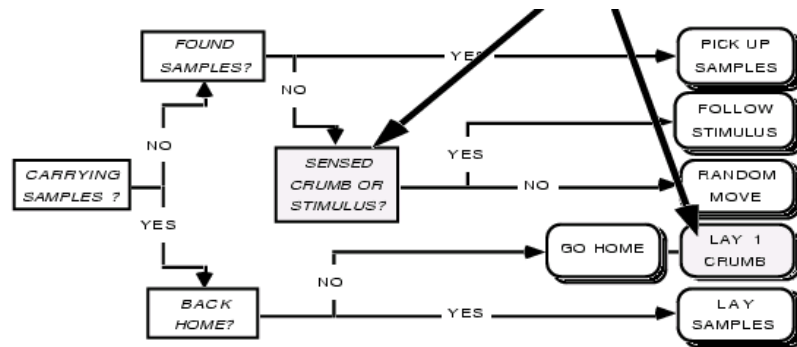 FOUND
SAMPLES?
YES
PICK UP
SAMPLES
NO
NO
FOLLOW
STIMULUS
SENSED
CRUMB OR
STIMULUS?
YES
NO
RANDOM
MOVE
CARRYING
SAMPLES ?
YES
GO HOME
LAY 1
CRUMB
NO
BACK
HOME?
YES
LAY
SAMPLES